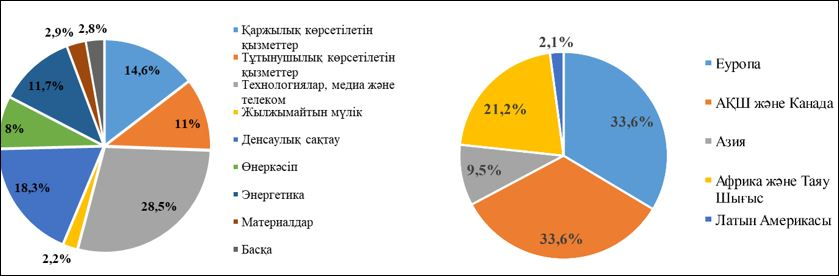 2,9%
2,8%
14,6%
11%
28,5%
2,2%
18,3%
8%
11,7%
Қаржылық көрсетілетін
қызметтер
Тұтынушылық көрсетілетін
қызметтер
Технологиялар, медиа және
телеком
Жылжымайтын мүлік
Денсаулық сақтау
Өнеркәсіп
Энергетика
Материалдар
Басқа
2,1%
33,6%
33,6%
9,5%
21,2%
Еуропа
АҚШ және Канада
Азия
Африка және Таяу
Шығыс
Латын Америкасы